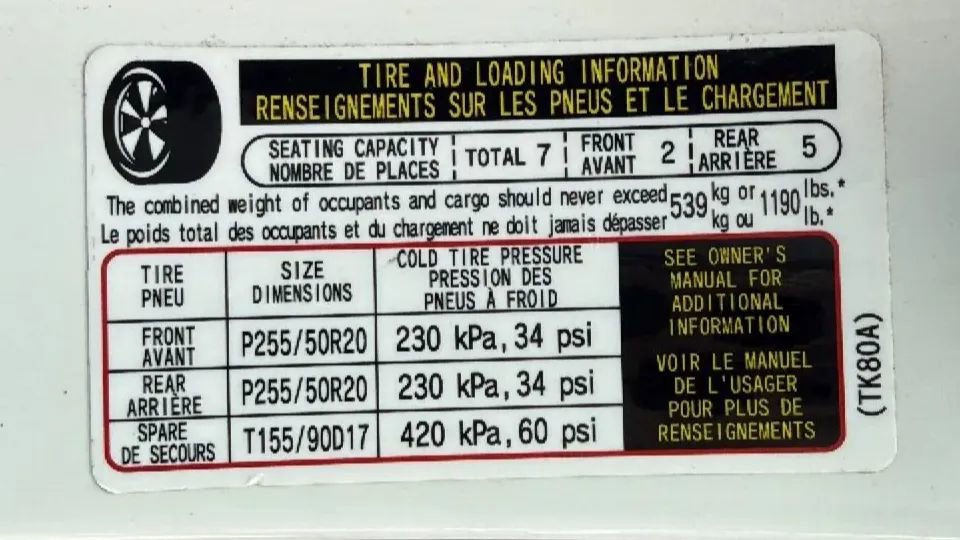 TIRE AND LOADING INFORMATION
RENSEIGNEMENTS SUR LES PNEUS ET LE CHARGEMENT
SEATING CAPACITY
NOMBRE DE PLACES
TOTAL 7
FRONT
AVANT
2
REAR
ARRIÈRE
5
The combined weight of occupants and cargo should never exceed 539 kg or 1190 lbs.*
Le poids total des occupants et du chargement ne doit jamais dépasser kg ou lb.*
TIRE
PNEU
SIZE
DIMENSIONS
COLD TIRE PRESSURE
PRESSION DES
PNEUS À FROID
FRONT
AVANT
P255/50R20
230 kPa, 34 psi
REAR
ARRIÈRE
P255/50R20
230 kPa, 34 psi
SPARE
DE SECOURS
T155/90D17
420 kPa, 60 psi
SEE OWNER'S
MANUAL FOR
ADDITIONAL
INFORMATION
VOIR LE MANUEL
DE L'USAGER
POUR PLUS DE
RENSEIGNEMENTS
(TK80A)